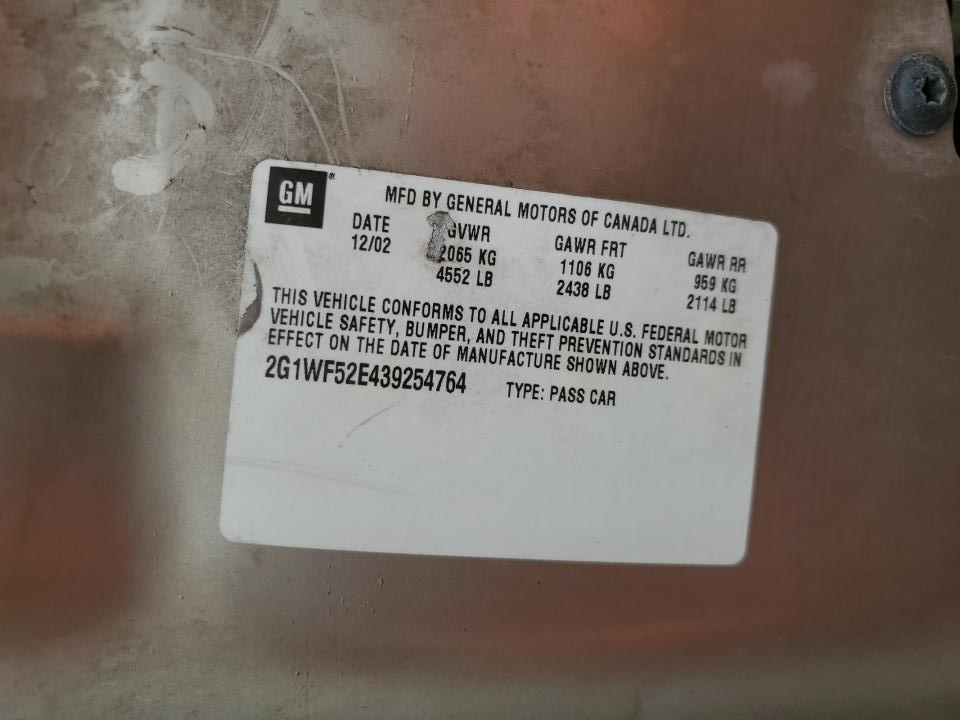 GM
MFD BY GENERAL MOTORS OF CANADA LTD.
DATE GVWR GAWR FRT GAWR RR
12/02 2065 KG 1106 KG 959 KG
4552 LB 2438 LB 2114 LB
THIS VEHICLE CONFORMS TO ALL APPLICABLE U.S. FEDERAL MOTOR
VEHICLE SAFETY, BUMPER, AND THEFT PREVENTION STANDARDS IN
EFFECT ON THE DATE OF MANUFACTURE SHOWN ABOVE.
2G1WF52E439254764 TYPE: PASS CAR